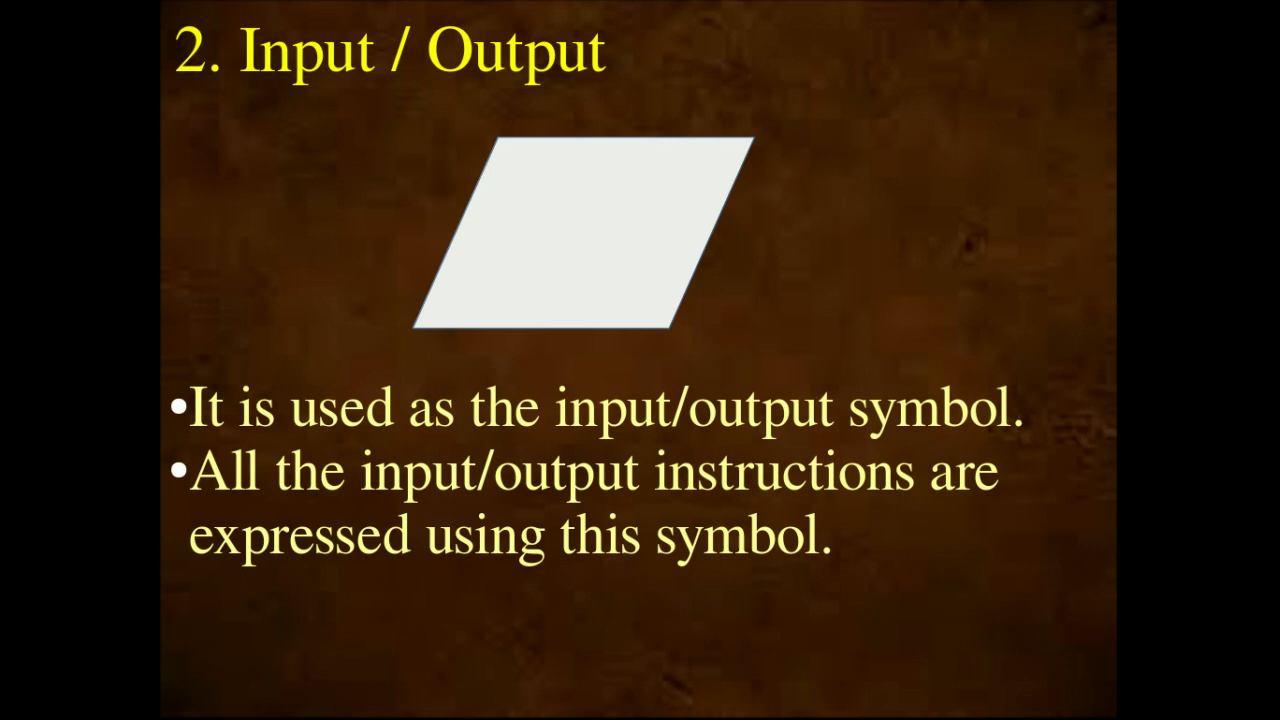 2. Input / Output
•It is used as the input/output symbol.
•All the input/output instructions are
expressed using this symbol.